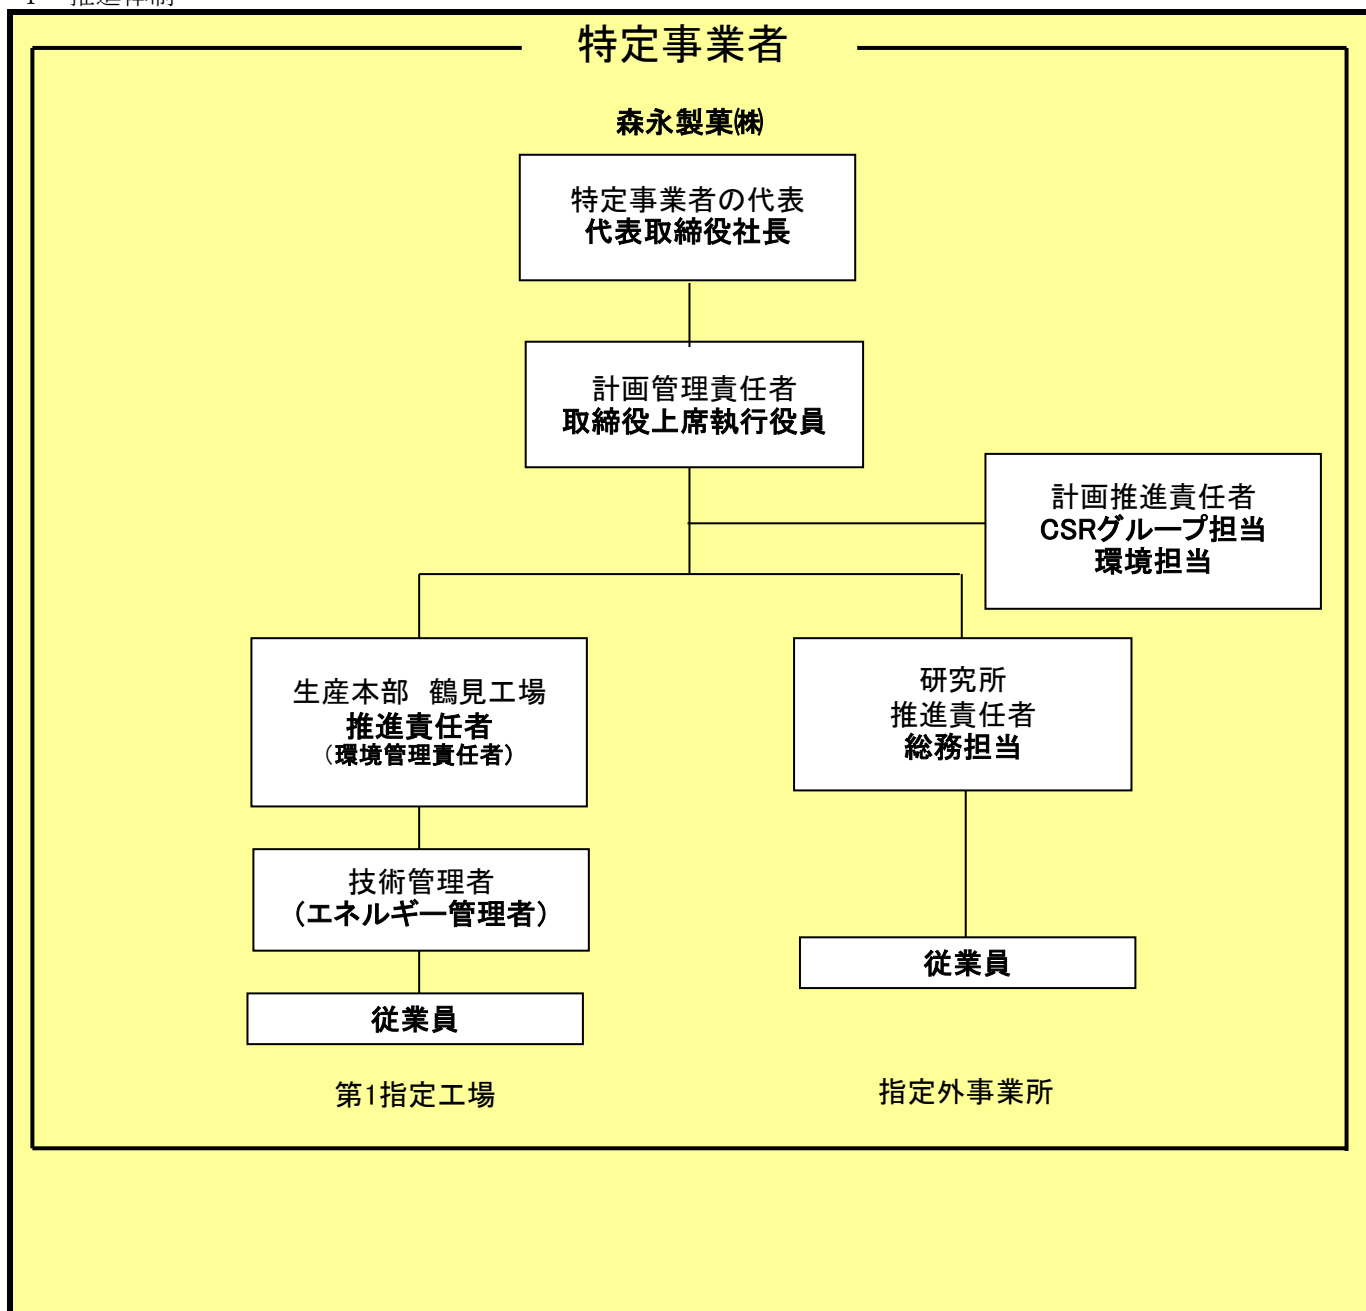 推進体制
特定事業者
森永製菓㈱
特定事業者の代表
代表取締役社長
計画管理責任者
取締役上席執行役員
計画推進責任者
CSRグループ担当
環境担当
生産本部　鶴見工場
推進責任者
（環境管理責任者）
研究所
推進責任者
総務担当
技術管理者
（エネルギー管理者）
従業員
従業員
第1指定工場
指定外事業所